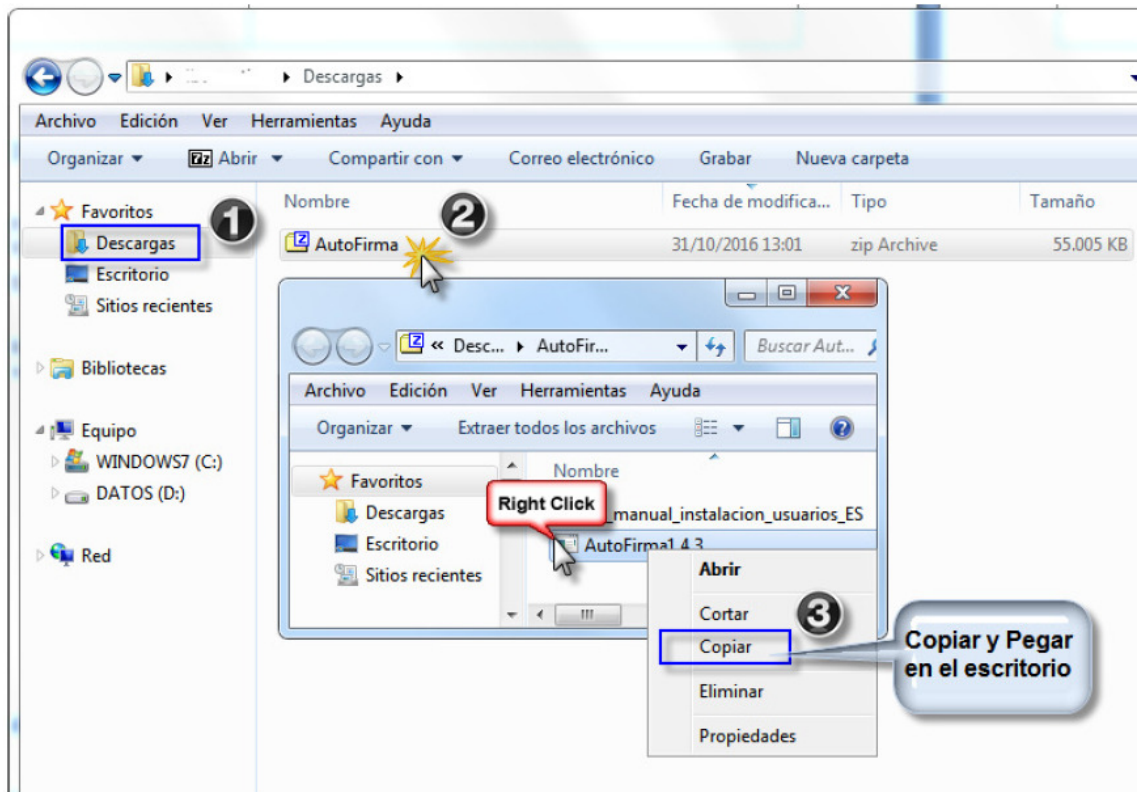 Descargas
Archivo Edición Ver Herramientas Ayuda
Organizar 7z Abrir Compartir con Correo electrónico Grabar Nueva carpeta
Nombre Fecha de modifica... Tipo Tamaño
Favoritos
1
2
Descargas
AutoFirma 31/10/2016 13:01 zip Archive 55.005 KB
Escritorio
Sitios recientes
Bibliotecas
Equipo
WINDOWS7 (C:)
DATOS (D:)
Red
« Desc... AutoFir... Buscar Aut...
Archivo Edición Ver Herramientas Ayuda
Organizar Extraer todos los archivos
Favoritos
Descargas
Escritorio
Sitios recientes
Nombre
_manual_instalacion_usuarios_ES
AutoFirma1.4.3
Right Click
Abrir
Cortar
3
Copiar
Eliminar
Propiedades
Copiar y Pegar
en el escritorio